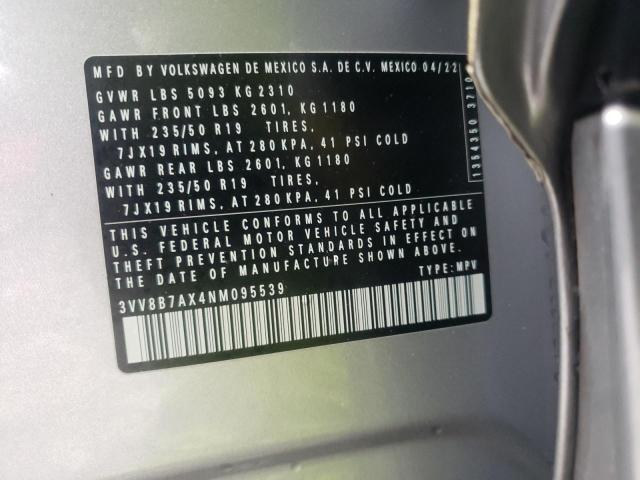 MFD BY VOLKSWAGEN DE MEXICO S.A. DE C.V. MEXICO 04/22
GVWR LBS 5093 KG 2310
GAWR FRONT LBS 2601, KG 1180
WITH 235/50 R19 TIRES,
7JX19 RIMS, AT 280 KPA, 41 PSI COLD
GAWR REAR LBS 2601, KG 1180
WITH 235/50 R19 TIRES,
7JX19 RIMS, AT 280 KPA, 41 PSI COLD
THIS VEHICLE CONFORMS TO ALL APPLICABLE
U.S. FEDERAL MOTOR VEHICLE SAFETY AND
THEFT PREVENTION STANDARDS IN EFFECT ON
THE DATE OF MANUFACTURE SHOWN ABOVE.
3VV8B7AX4NM095539 TYPE: MPV
1354350 3710